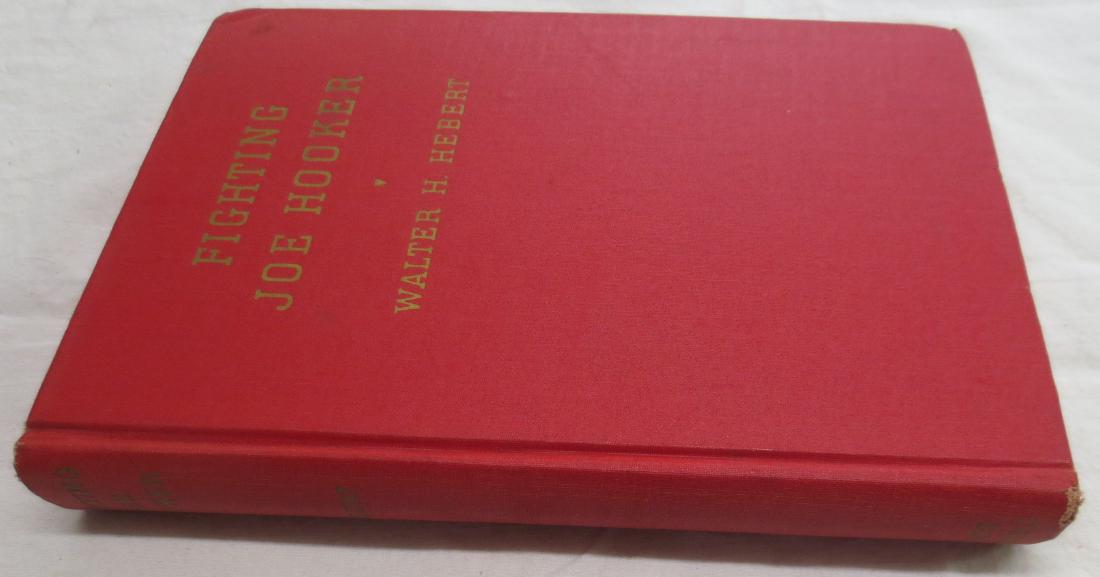 FIGHTING
JOE HOOKER
WALTER H. HEBERT